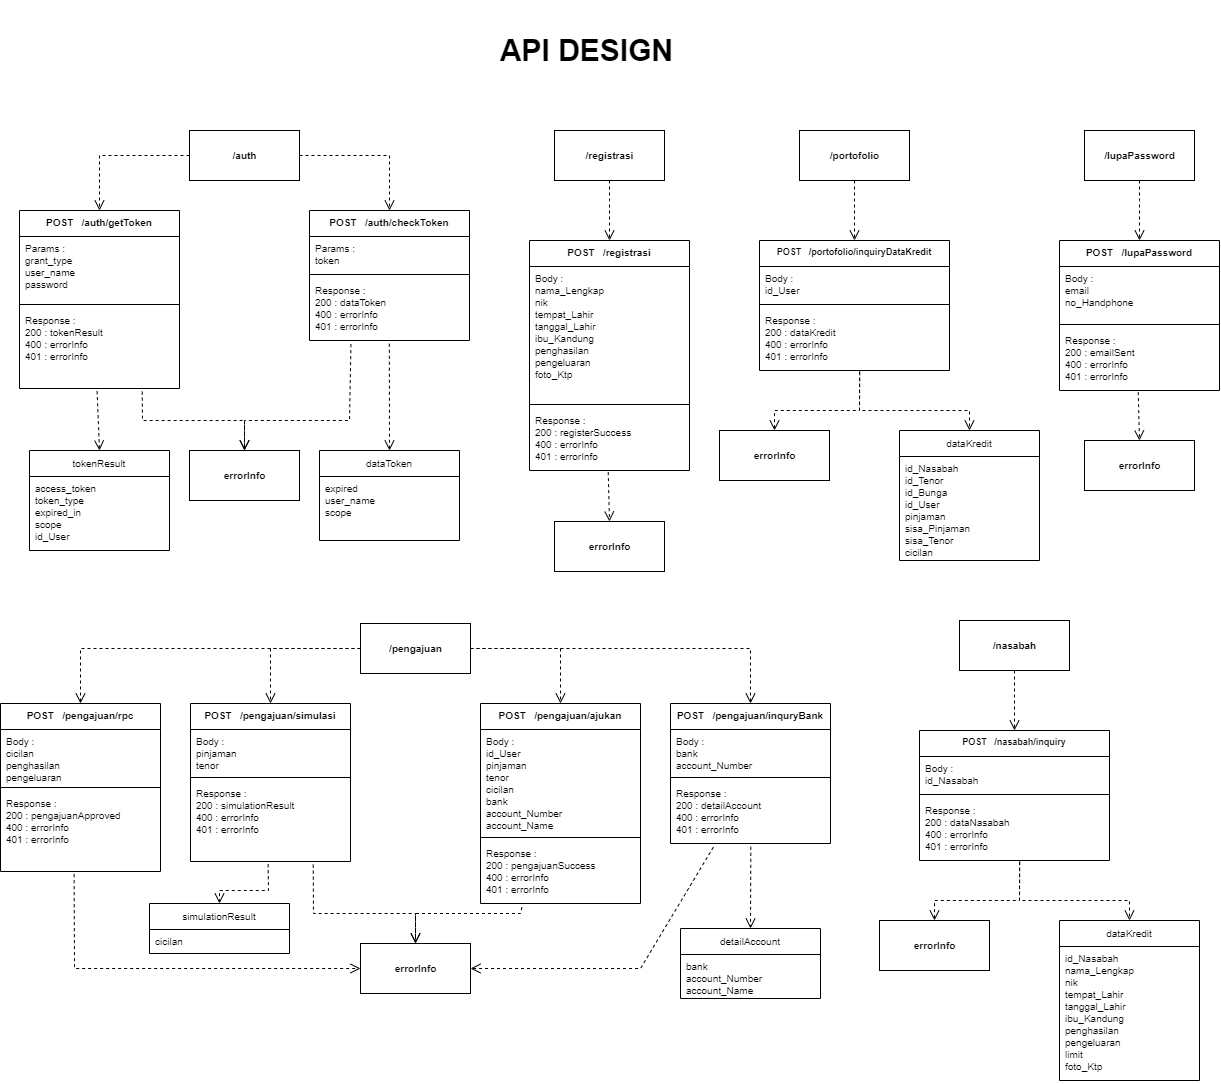 API DESIGN
/auth
POST /auth/getToken
Params :
grant_type
user_name
password
Response :
200 : tokenResult
400 : errorInfo
401 : errorInfo
POST /auth/checkToken
Params :
token
Response :
200 : dataToken
400 : errorInfo
401 : errorInfo
tokenResult
access_token
token_type
expired_in
scope
id_User
errorInfo
dataToken
expired
user_name
scope
/registrasi
POST /registrasi
Body :
nama_Lengkap
nik
tempat_Lahir
tanggal_Lahir
ibu_Kandung
penghasilan
pengeluaran
foto_Ktp
Response :
200 : registerSuccess
400 : errorInfo
401 : errorInfo
errorInfo
/portofolio
POST /portofolio/inquiryDataKredit
Body :
id_User
Response :
200 : dataKredit
400 : errorInfo
401 : errorInfo
errorInfo
dataKredit
id_Nasabah
id_Tenor
id_Bunga
id_User
pinjaman
sisa_Pinjaman
sisa_Tenor
cicilan
/lupaPassword
POST /lupaPassword
Body :
email
no_Handphone
Response :
200 : emailSent
400 : errorInfo
401 : errorInfo
errorInfo
/pengajuan
POST /pengajuan/rpc
Body :
cicilan
penghasilan
pengeluaran
Response :
200 : pengajuanApproved
400 : errorInfo
401 : errorInfo
POST /pengajuan/simulasi
Body :
pinjaman
tenor
Response :
200 : simulationResult
400 : errorInfo
401 : errorInfo
POST /pengajuan/ajukan
Body :
id_User
pinjaman
tenor
cicilan
bank
account_Number
account_Name
Response :
200 : pengajuanSuccess
400 : errorInfo
401 : errorInfo
POST /pengajuan/inquryBank
Body :
bank
account_Number
Response :
200 : detailAccount
400 : errorInfo
401 : errorInfo
simulationResult
cicilan
errorInfo
detailAccount
bank
account_Number
account_Name
/nasabah
POST /nasabah/inquiry
Body :
id_Nasabah
Response :
200 : dataNasabah
400 : errorInfo
401 : errorInfo
errorInfo
dataKredit
id_Nasabah
nama_Lengkap
nik
tempat_Lahir
tanggal_Lahir
ibu_Kandung
penghasilan
pengeluaran
limit
foto_Ktp